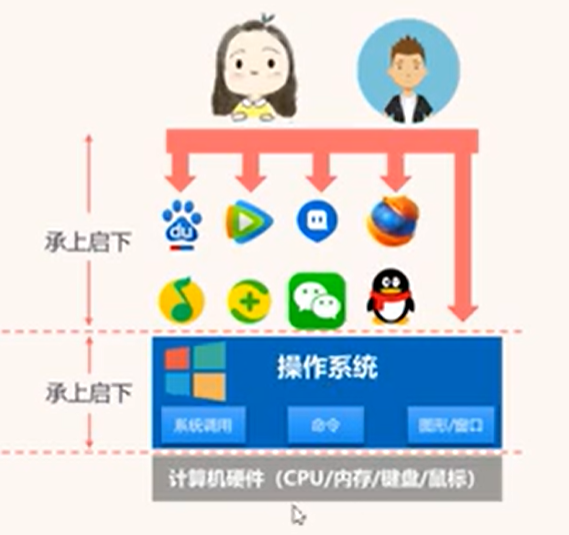 du
承上启下
承上启下
操作系统
系统调用
命令
图形/窗口
计算机硬件（CPU/内存/键盘/鼠标）